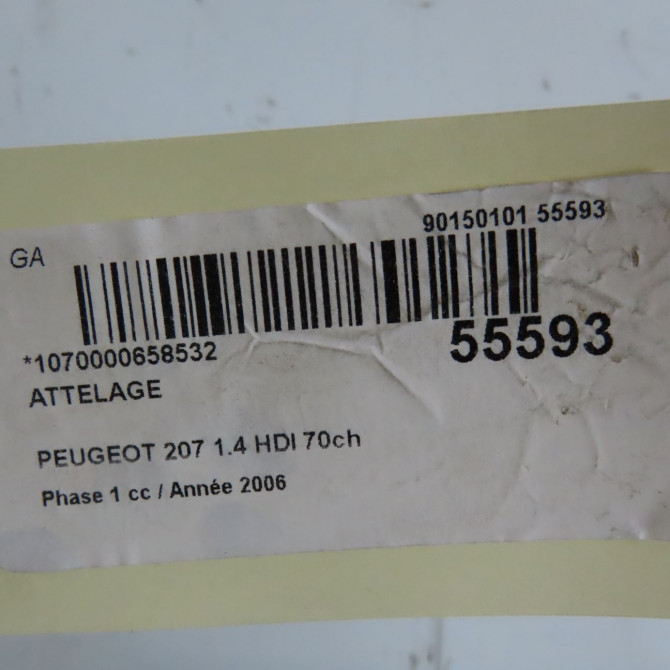 90150101 55593
GA
*1070000658532
55593
ATTELAGE
PEUGEOT 207 1.4 HDI 70ch
Phase 1 cc / Année 2006